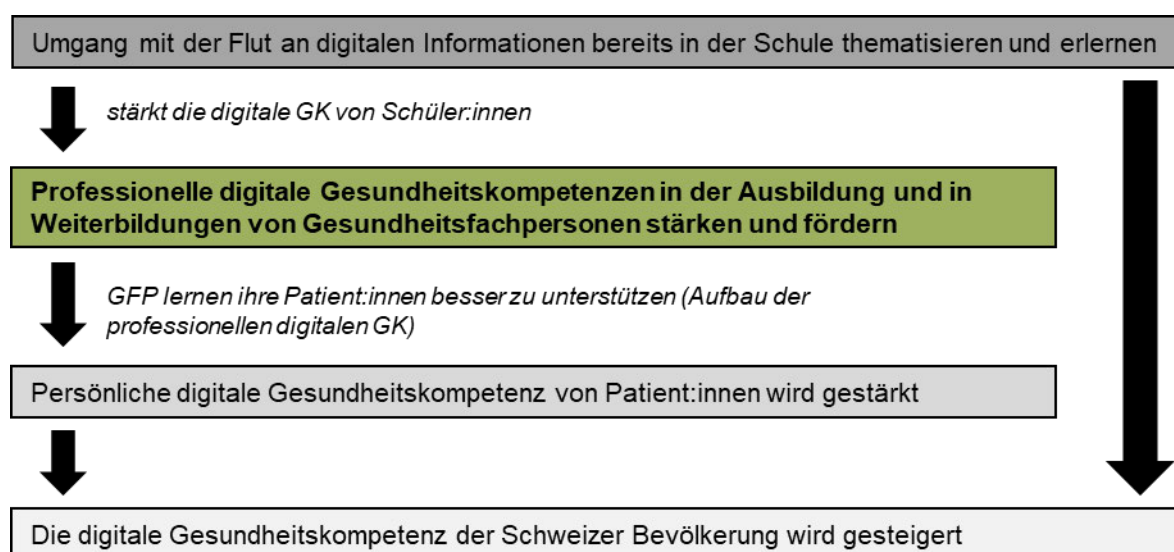 Umgang mit der Flut an digitalen Informationen bereits in der Schule thematisieren und erlernen
stärkt die digitale GK von Schüler:innen
Professionelle digitale Gesundheitskompetenzen in der Ausbildung und in
Weiterbildungen von Gesundheitsfachpersonen stärken und fördern
GFP lernen ihre Patient:innen besser zu unterstützen (Aufbau der
professionellen digitalen GK)
Persönliche digitale Gesundheitskompetenz von Patient:innen wird gestärkt
Die digitale Gesundheitskompetenz der Schweizer Bevölkerung wird gesteigert